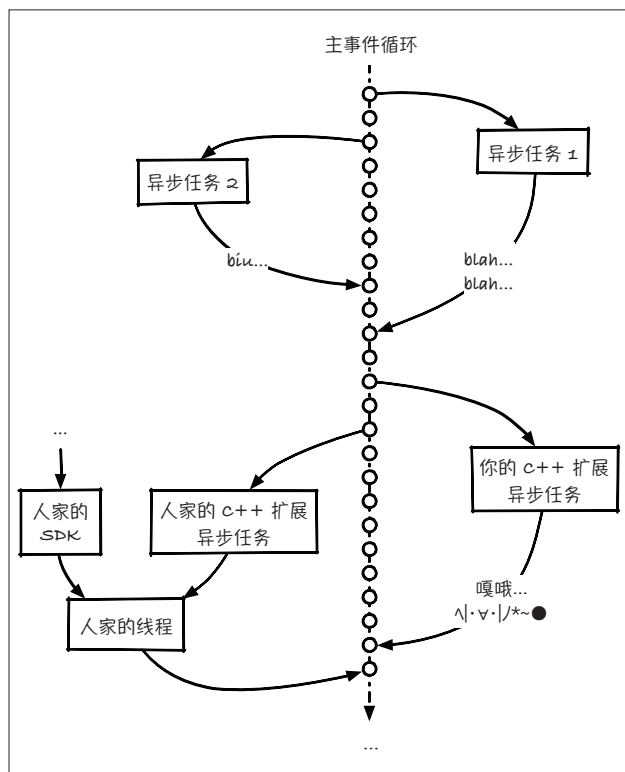 主事件循环
异步任务 1
异步任务 2
biu...
blah...
blah...
...
你的 C++ 扩展
异步任务
人家的
SDK
人家的 C++ 扩展
异步任务
嘎哦...
ヘ|・∀・|ノ*~●
人家的线程
...